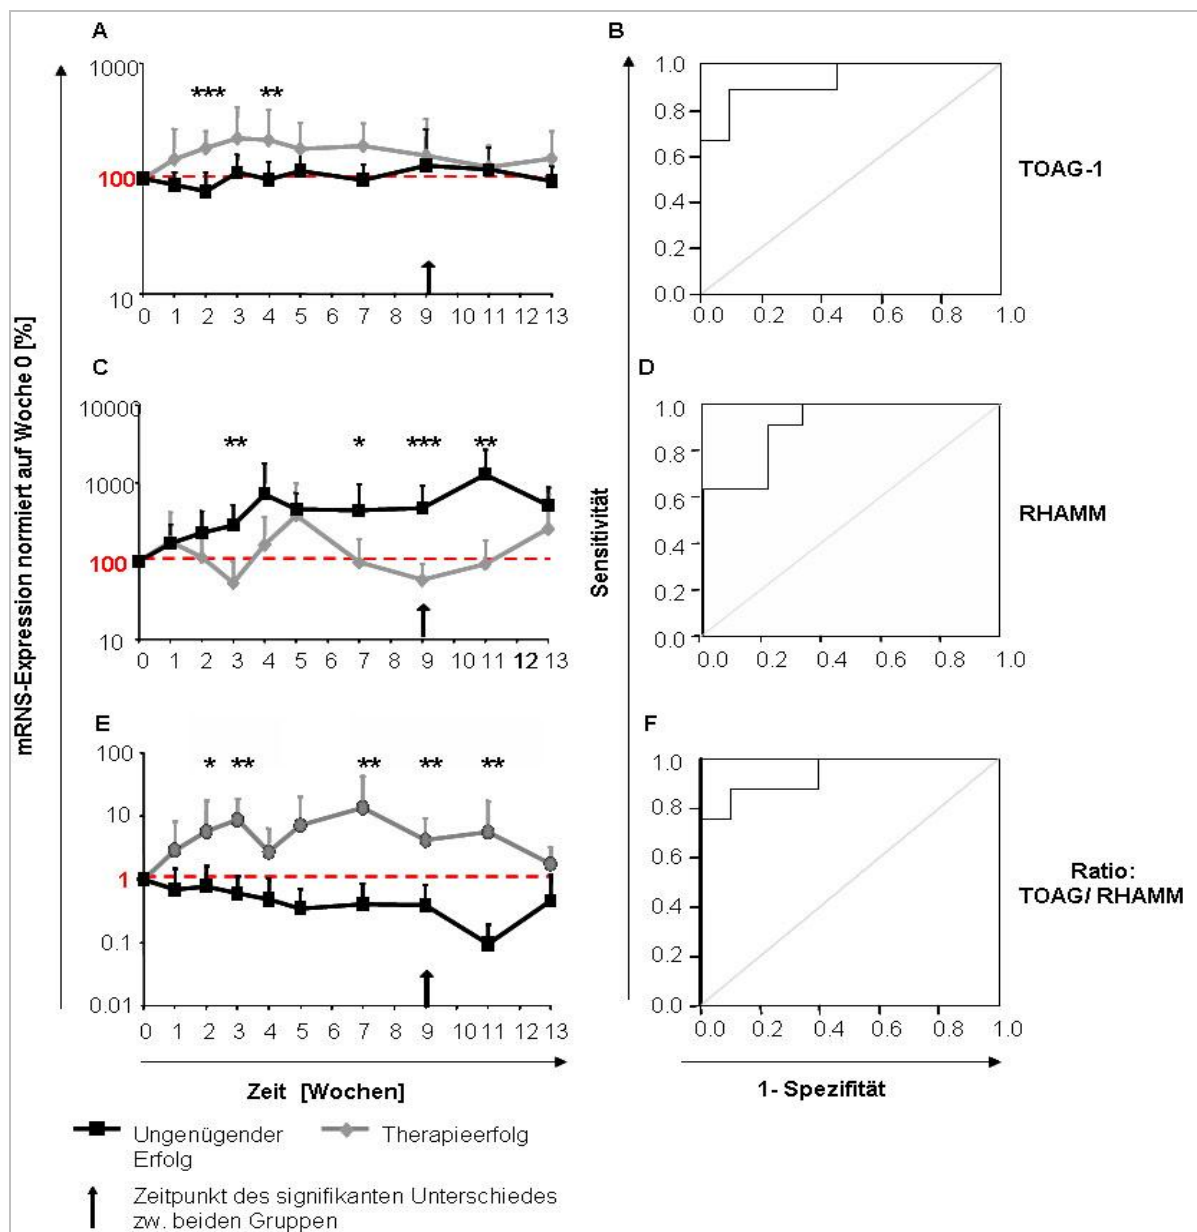 A
1000
*** **
100
10
0 1 2 3 4 5 6 7 8 9 10 11 12 13
B
1.0
0.8
0.6
0.4
0.2
0.0
0.0 0.2 0.4 0.6 0.8 1.0
TOAG-1
mRNS-Expression normiert auf Woche 0 [%]
C
10000
** * *** **
1000
100
10
0 1 2 3 4 5 6 7 8 9 10 11 12 13
Sensitivität
D
1.0
0.8
0.6
0.4
0.2
0.0
0.0 0.2 0.4 0.6 0.8 1.0
RHAMM
E
100
* ** ** ** **
10
1
0.1
0.01
0 1 2 3 4 5 6 7 8 9 10 11 12 13
F
1.0
0.8
0.6
0.4
0.2
0.0
0.0 0.2 0.4 0.6 0.8 1.0
Ratio:
TOAG/ RHAMM
Zeit [Wochen]
1- Spezifität
Ungenügender
Erfolg
Therapieerfolg
Zeitpunkt des signifikanten Unterschiedes
zw. beiden Gruppen